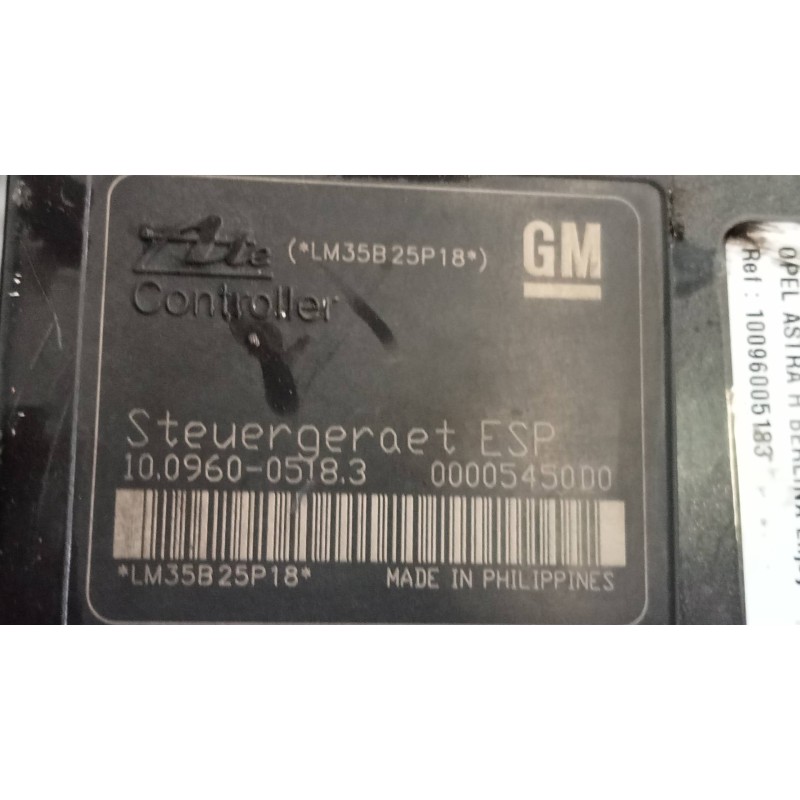 Ate (*LM35B25P18*) GM
Controller
Steuergeraet ESP
10.0960-0518.3 00005450D0
*LM35B25P18* MADE IN PHILIPPINES
OPEL ASTRA H BERLINA
Ref : 10096005183